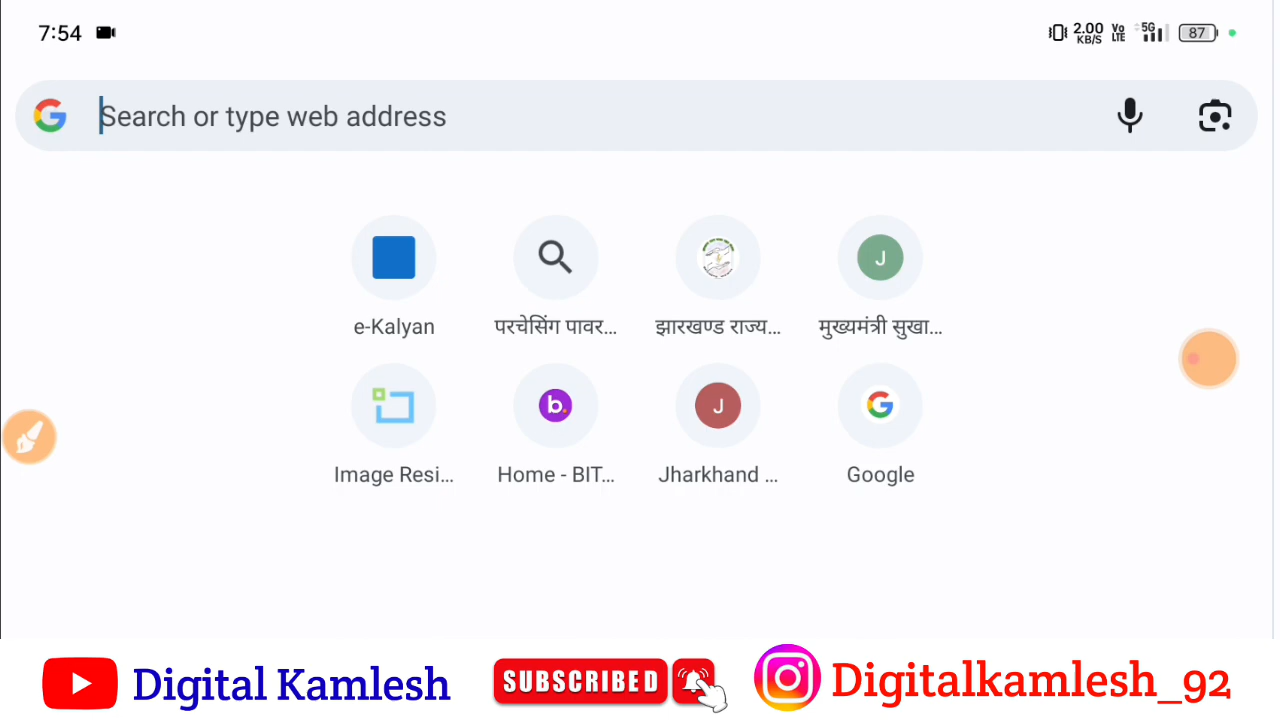 7:54
2.00 KB/S Vo LTE 5G 87
Search or type web address
e-Kalyan
परचेसिंग पावर...
झारखण्ड राज्य...
J
मुख्यमंत्री सुखा...
Image Resi...
b.
Home - BIT...
J
Jharkhand ...
Google
Digital Kamlesh
SUBSCRIBED
Digitalkamlesh_92